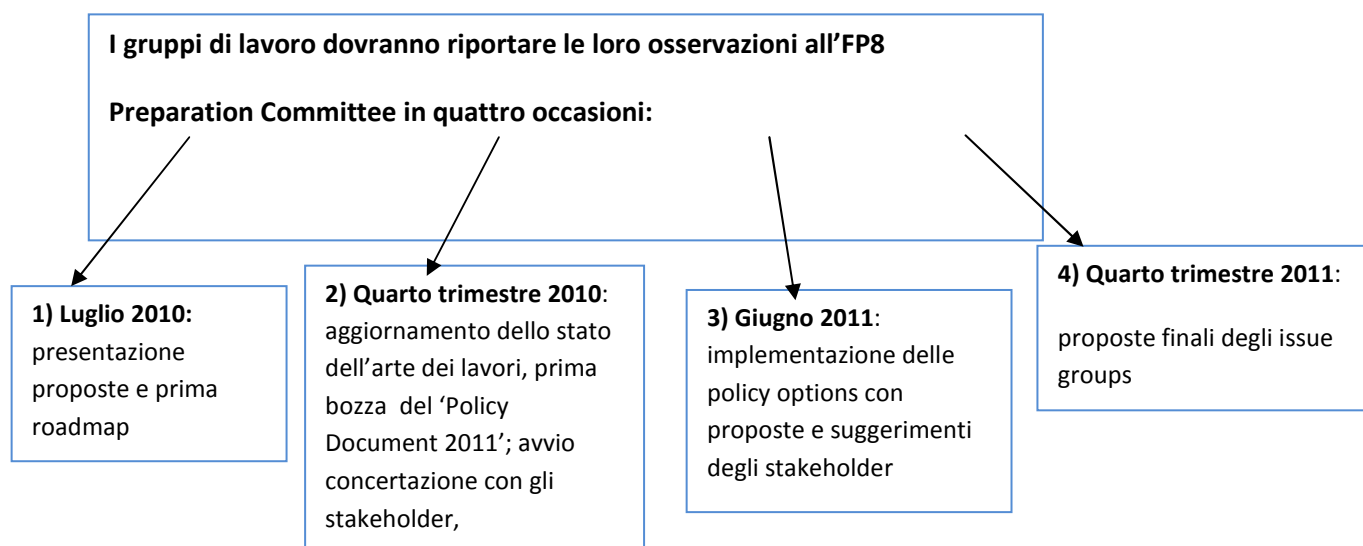 I gruppi di lavoro dovranno riportare le loro osservazioni all’FP8
Preparation Committee in quattro occasioni:
1) Luglio 2010:
presentazione
proposte e prima
roadmap
2) Quarto trimestre 2010:
aggiornamento dello stato
dell’arte dei lavori, prima
bozza del ‘Policy
Document 2011’; avvio
concertazione con gli
stakeholder,
3) Giugno 2011:
implementazione delle
policy options con
proposte e suggerimenti
degli stakeholder
4) Quarto trimestre 2011:
proposte finali degli issue
groups